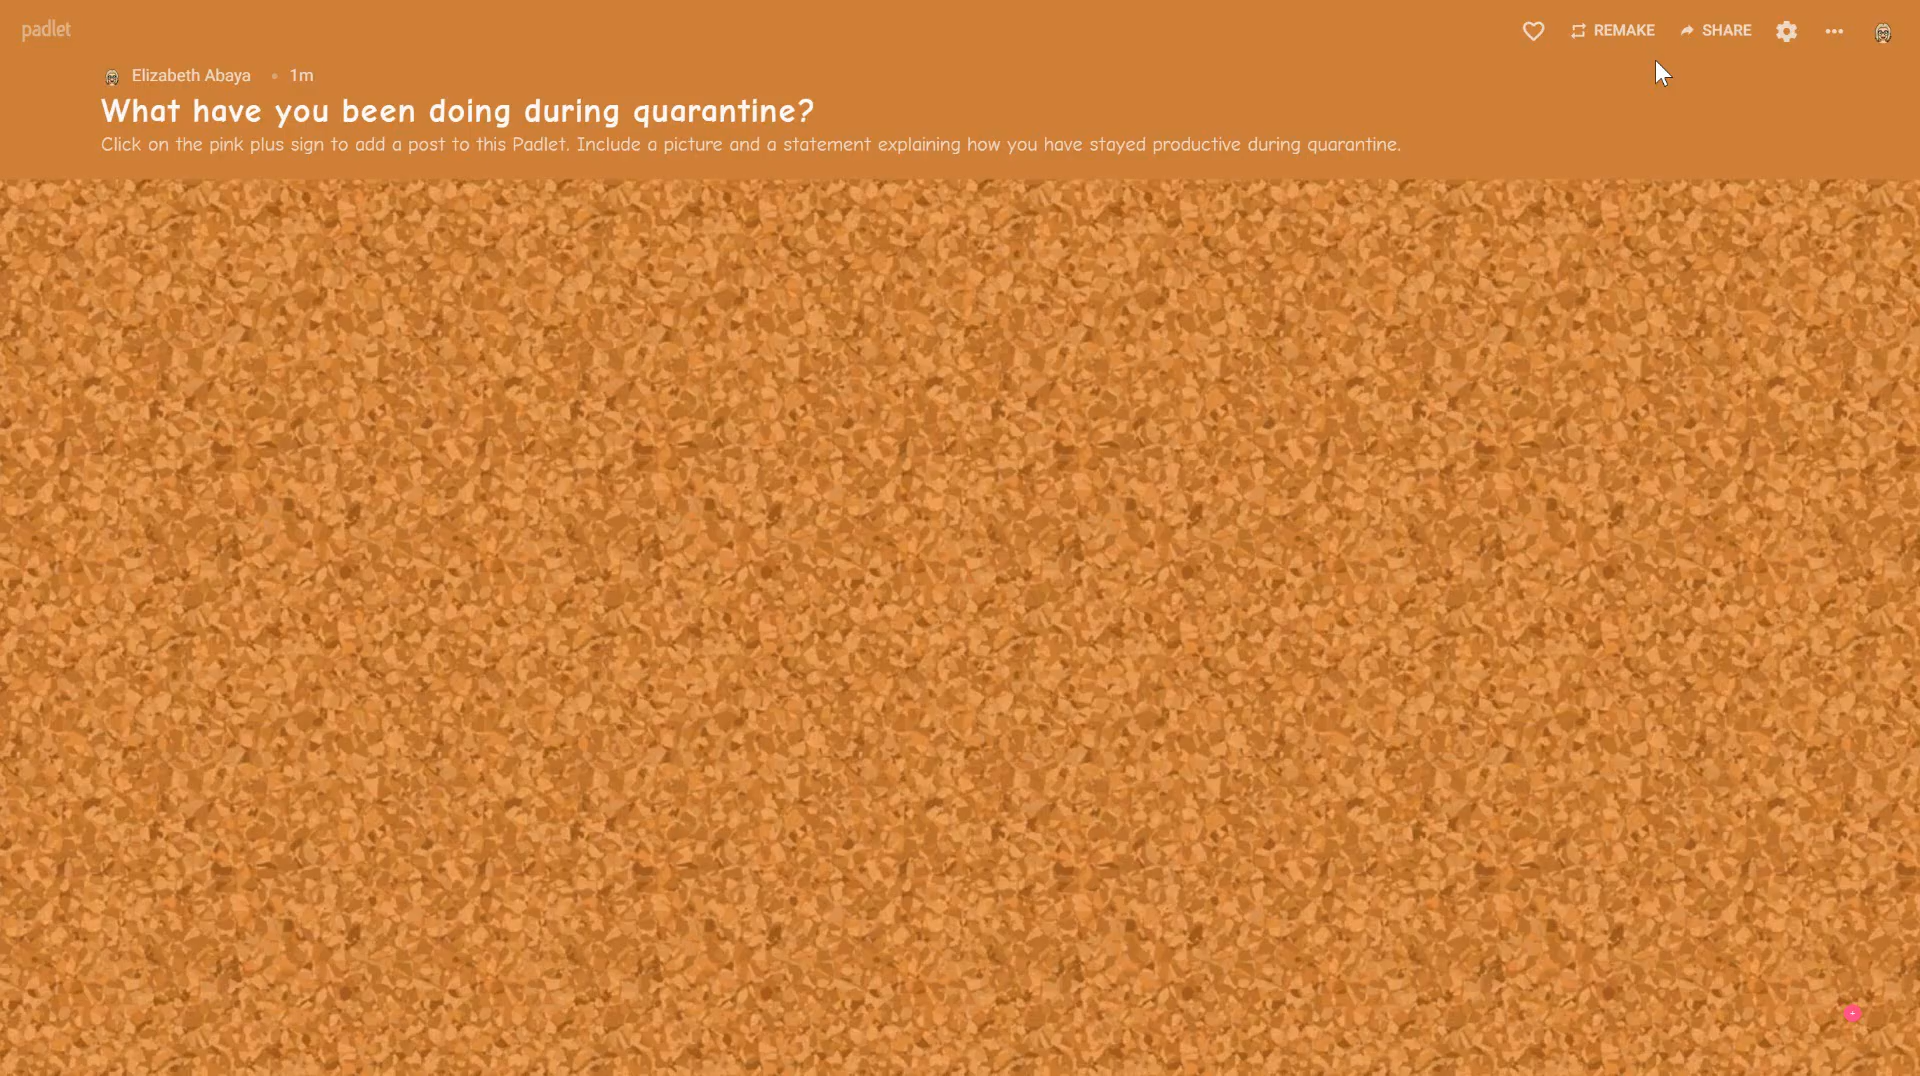 padlet
REMAKE
SHARE
Elizabeth Abaya • 1m
What have you been doing during quarantine?
Click on the pink plus sign to add a post to this Padlet. Include a picture and a statement explaining how you have stayed productive during quarantine.